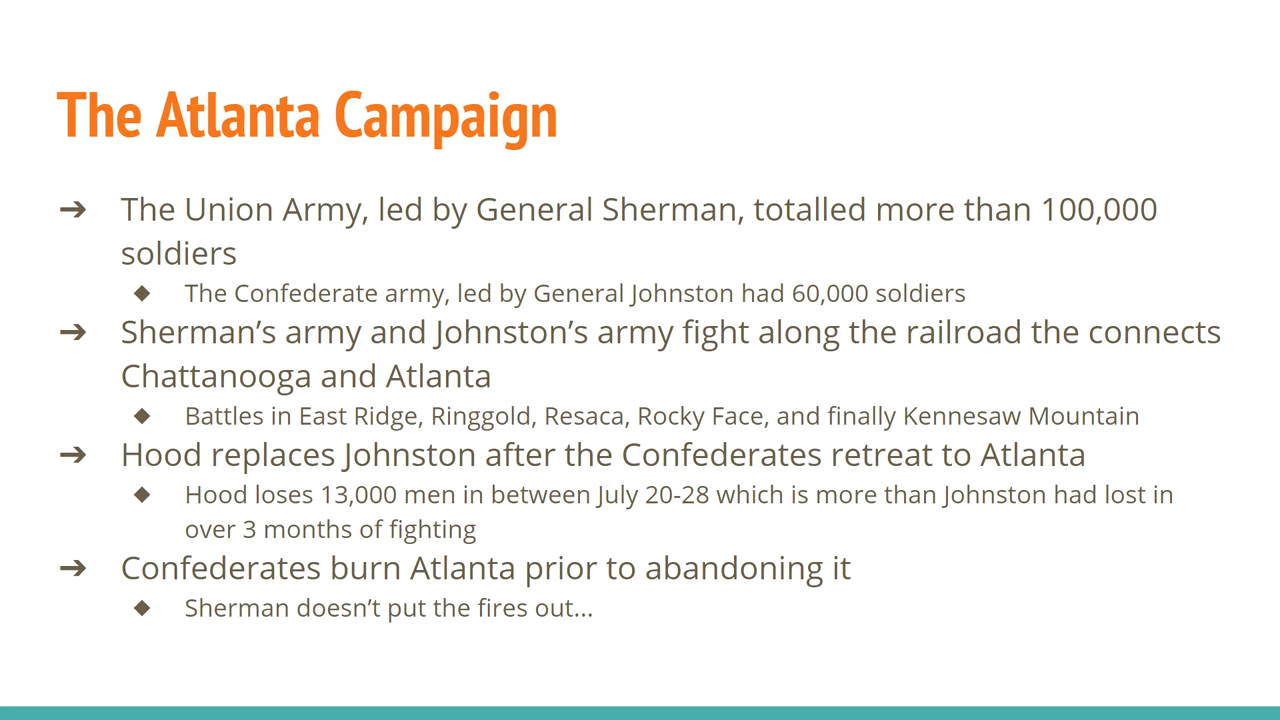 The Atlanta Campaign
➔ The Union Army, led by General Sherman, totalled more than 100,000
soldiers
◆ The Confederate army, led by General Johnston had 60,000 soldiers
➔ Sherman’s army and Johnston’s army fight along the railroad the connects
Chattanooga and Atlanta
◆ Battles in East Ridge, Ringgold, Resaca, Rocky Face, and finally Kennesaw Mountain
➔ Hood replaces Johnston after the Confederates retreat to Atlanta
◆ Hood loses 13,000 men in between July 20-28 which is more than Johnston had lost in
over 3 months of fighting
➔ Confederates burn Atlanta prior to abandoning it
◆ Sherman doesn’t put the fires out...